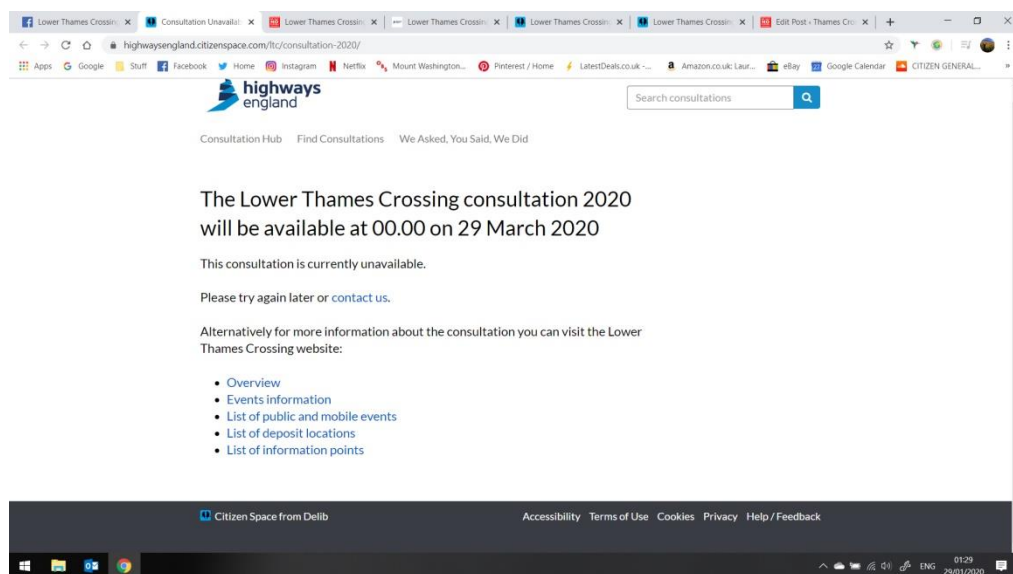 Lower Thames Crossin
Consultation Unavailab
Lower Thames Crossin
Lower Thames Crossin
Lower Thames Crossin
Lower Thames Crossin
Edit Post ‹ Thames Cro
highwaysengland.citizenspace.com/ltc/consultation-2020/
Apps Google Stuff Facebook Home Instagram Netflix Mount Washington... Pinterest / Home LatestDeals.co.uk -... Amazon.co.uk: Laur... eBay Google Calendar CITIZEN GENERAL... »
highways
england
Search consultations
Consultation Hub Find Consultations We Asked, You Said, We Did
The Lower Thames Crossing consultation 2020
will be available at 00.00 on 29 March 2020
This consultation is currently unavailable.
Please try again later or contact us.
Alternatively for more information about the consultation you can visit the Lower
Thames Crossing website:
• Overview
• Events information
• List of public and mobile events
• List of deposit locations
• List of information points
Citizen Space from Delib
Accessibility Terms of Use Cookies Privacy Help / Feedback
ENG
01:29
29/01/2020